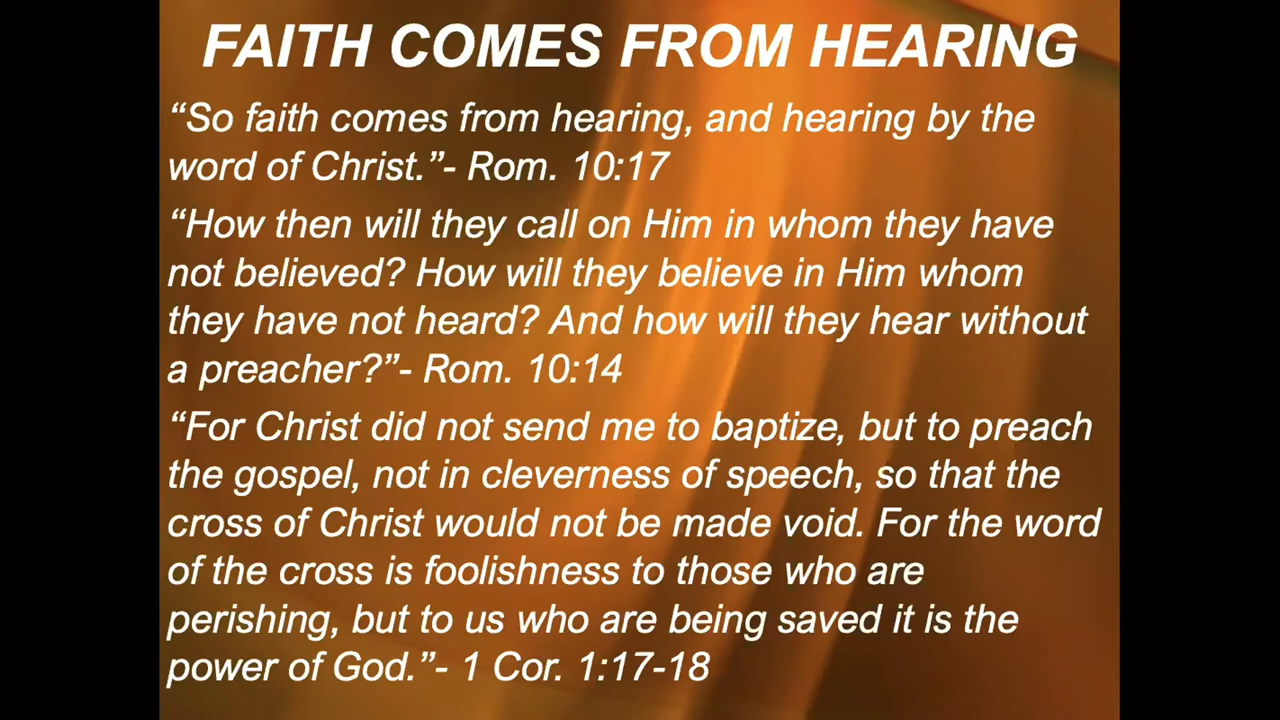 FAITH COMES FROM HEARING
“So faith comes from hearing, and hearing by the
word of Christ.”- Rom. 10:17
“How then will they call on Him in whom they have
not believed? How will they believe in Him whom
they have not heard? And how will they hear without
a preacher?”- Rom. 10:14
“For Christ did not send me to baptize, but to preach
the gospel, not in cleverness of speech, so that the
cross of Christ would not be made void. For the word
of the cross is foolishness to those who are
perishing, but to us who are being saved it is the
power of God.”- 1 Cor. 1:17-18